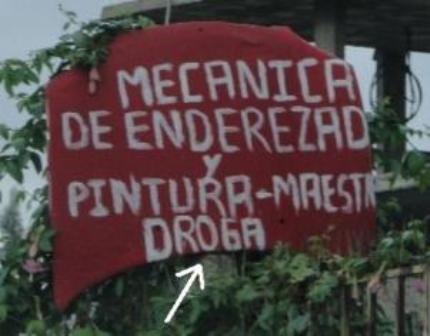 MECANICA
DE ENDEREZAD
Y
PINTURA-MAESTR
DROGA